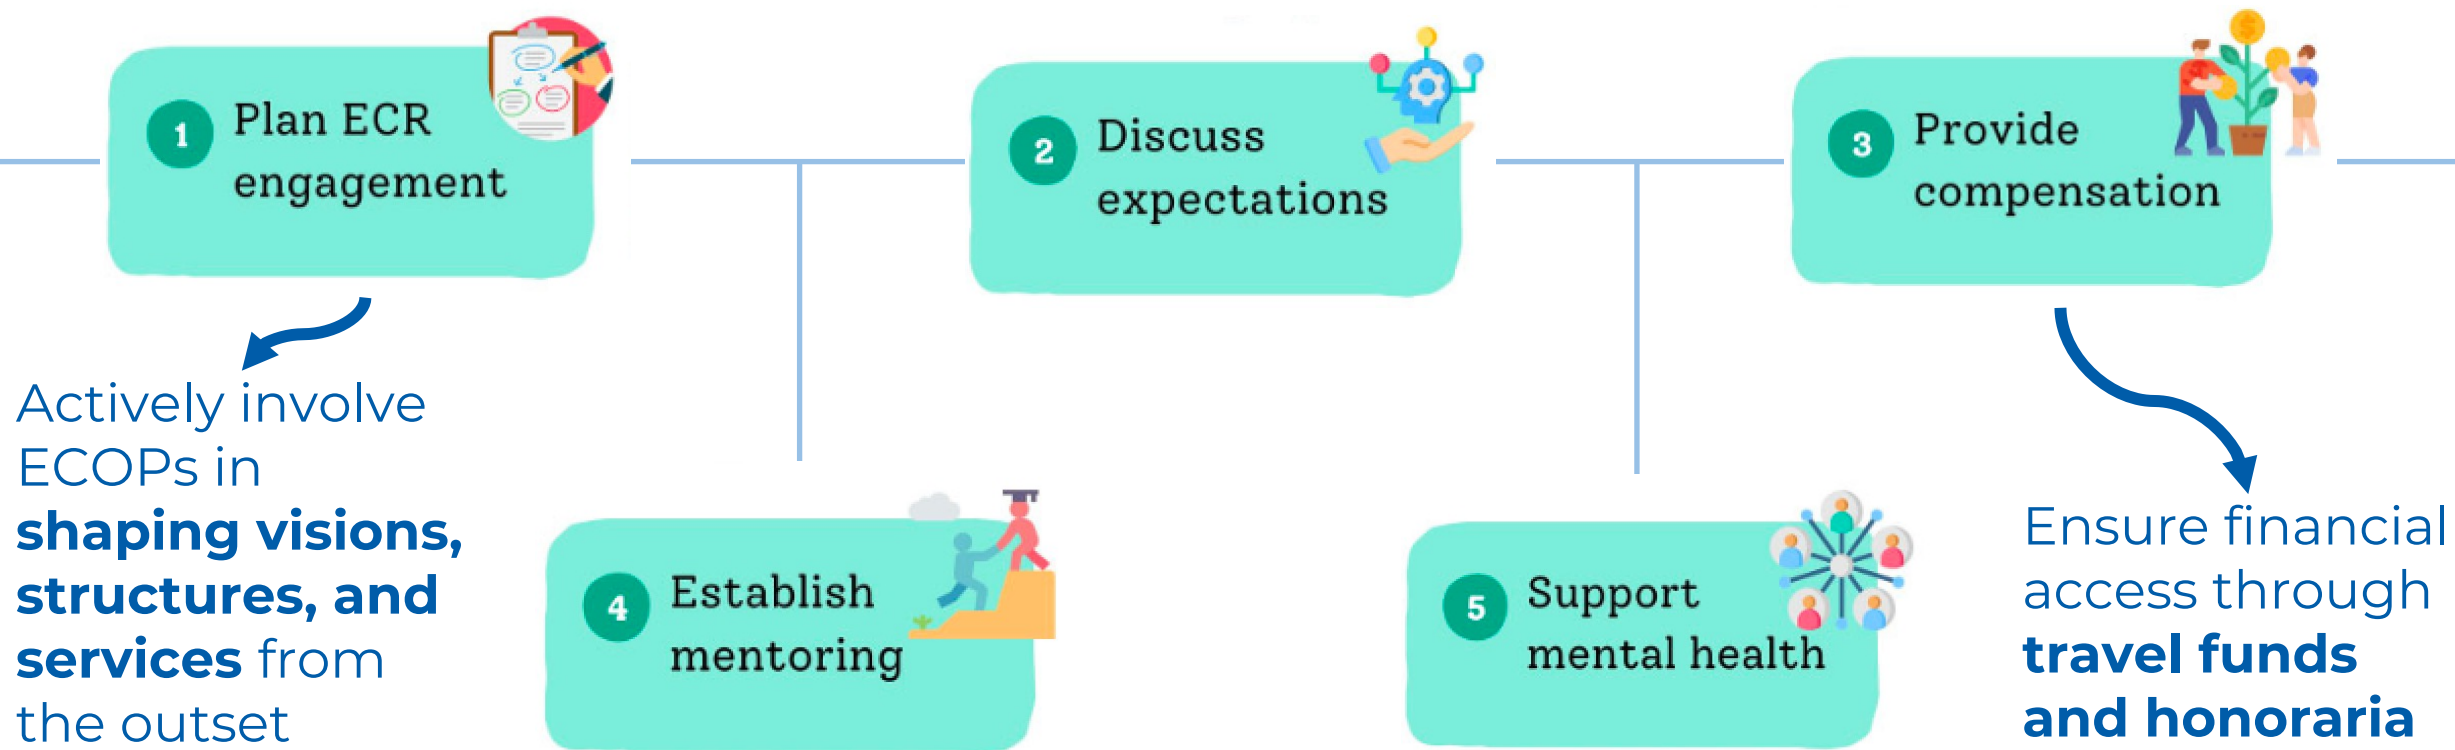 1
Plan ECR
engagement
2
Discuss
expectations
3
Provide
compensation
Actively involve
ECOPs in
shaping visions,
structures, and
services from
the outset
4
Establish
mentoring
5
Support
mental health
Ensure financial
access through
travel funds
and honoraria